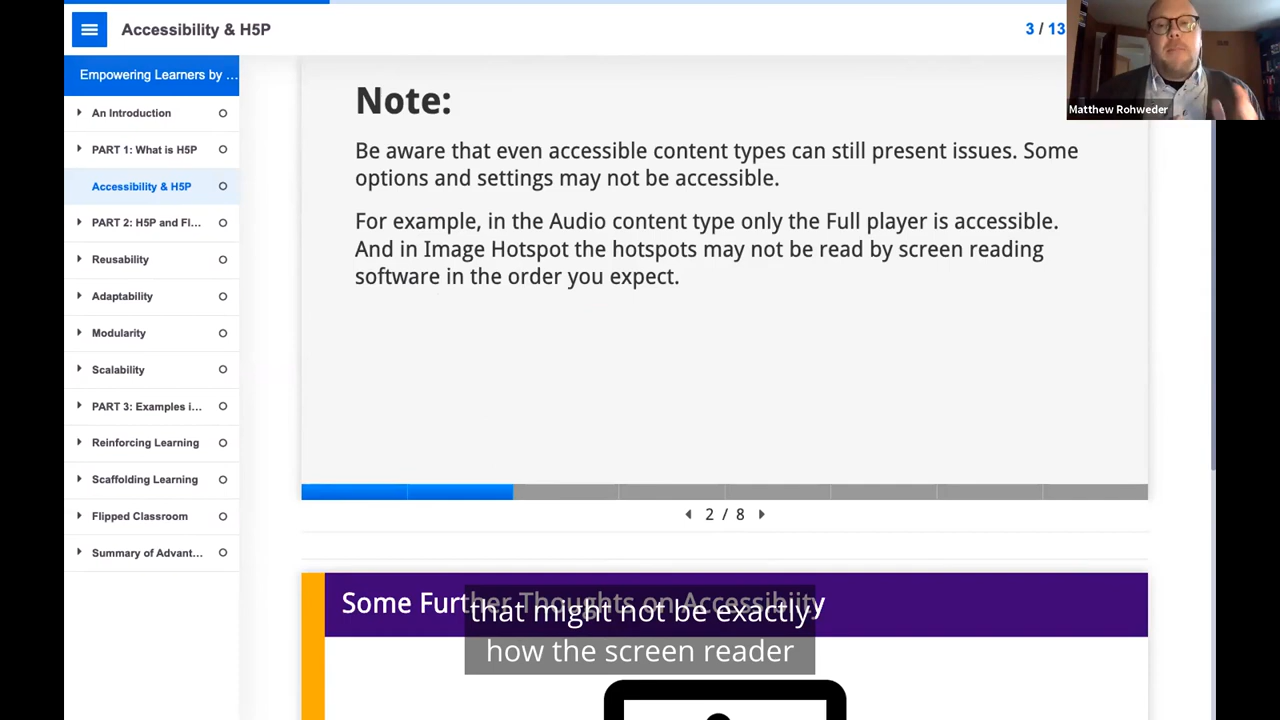 Accessibility & H5P
3 / 13
Matthew Rohweder
Empowering Learners by ...
An Introduction
PART 1: What is H5P
Accessibility & H5P
PART 2: H5P and Fl...
Reusability
Adaptability
Modularity
Scalability
PART 3: Examples i...
Reinforcing Learning
Scaffolding Learning
Flipped Classroom
Summary of Advant...
Note:
Be aware that even accessible content types can still present issues. Some
options and settings may not be accessible.
For example, in the Audio content type only the Full player is accessible.
And in Image Hotspot the hotspots may not be read by screen reading
software in the order you expect.
2 / 8
Some Further Thoughts on Accessibiity
that might not be exactly
how the screen reader